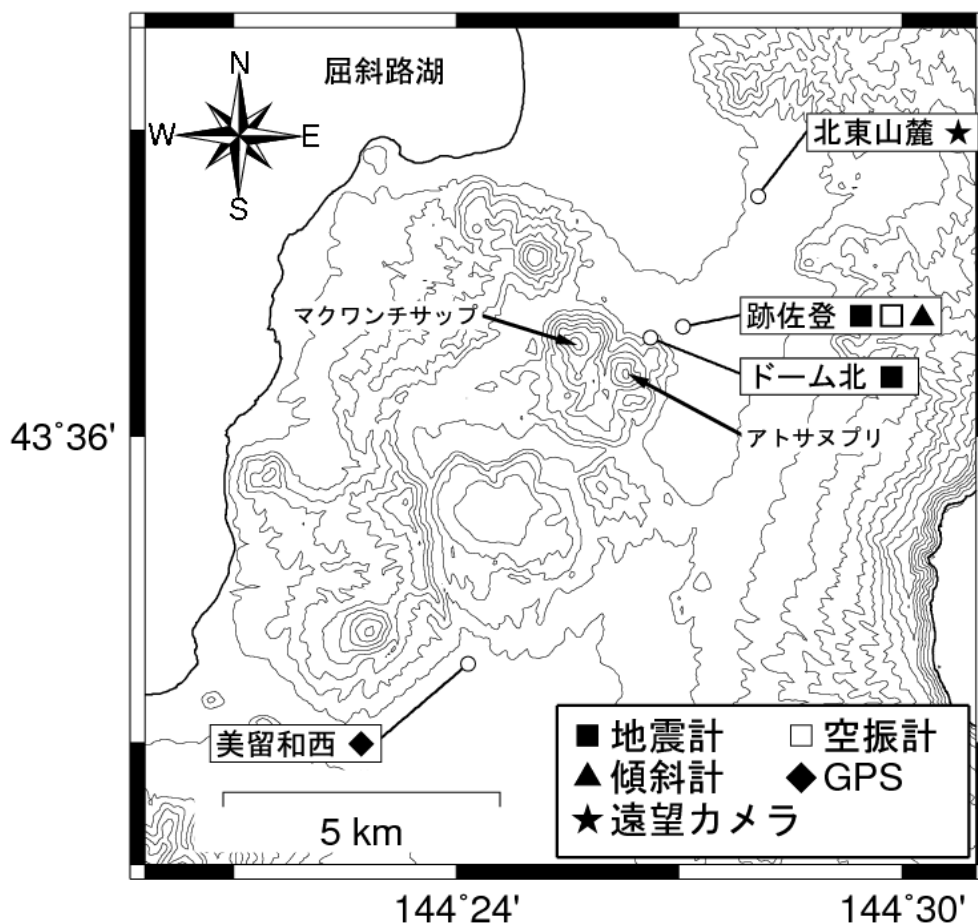 屈斜路湖
N
W E
S
北東山麓 ★
マクワンチサップ
跡佐登 ■□▲
ドーム北 ■
43°36'
アトサヌプリ
美留和西 ◆
■ 地震計 □ 空振計
▲ 傾斜計 ◆ GPS
★ 遠望カメラ
5 km
144°24' 144°30'